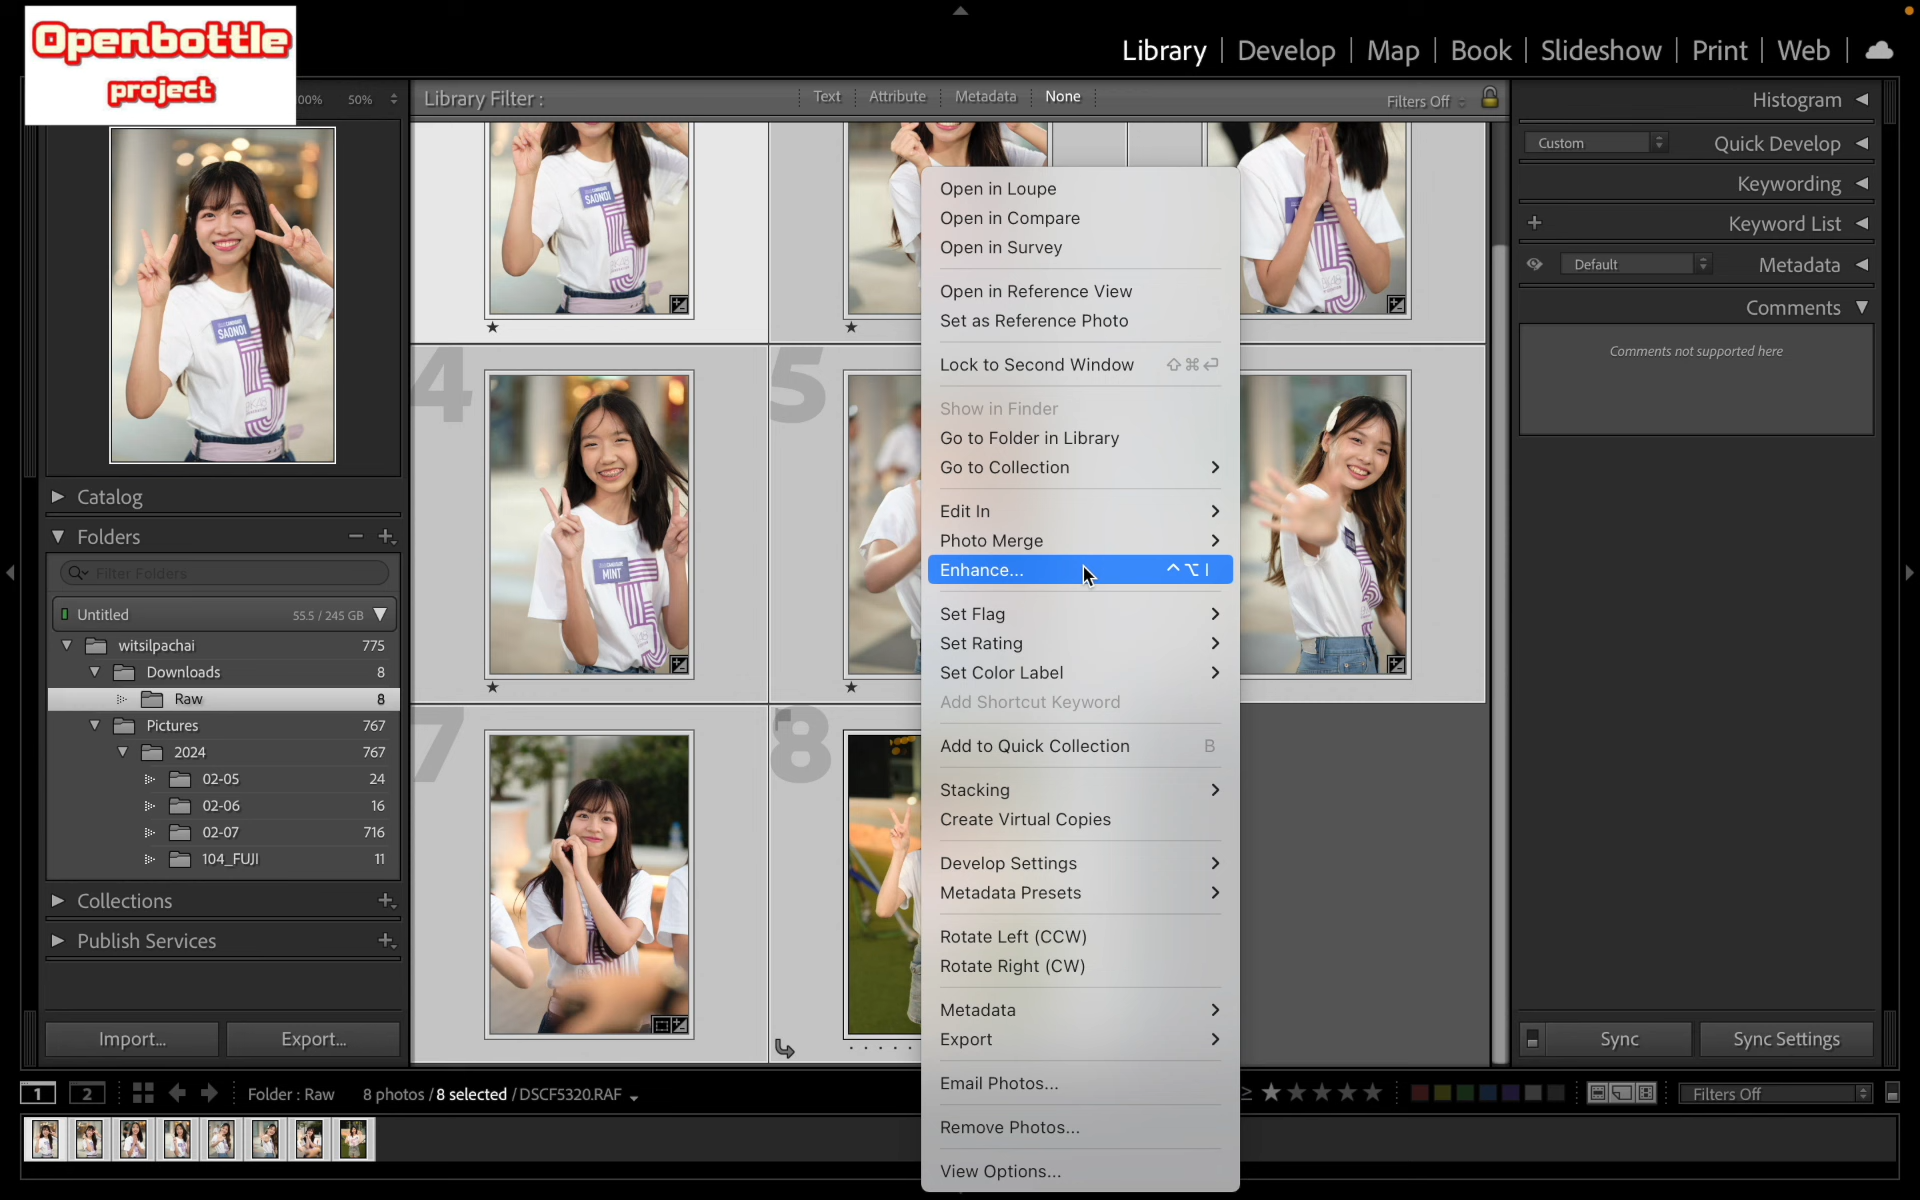 Openbottle
project
00%
50%
Library
Develop
Map
Book
Slideshow
Print
Web
Library Filter :
Text
Attribute
Metadata
None
Filters Off
Histogram
Custom
Quick Develop
Keywording
Keyword List
Default
Metadata
Comments
Comments not supported here
Catalog
Folders
Filter Folders
Untitled
55.5 / 245 GB
witsilpachai 775
Downloads 8
Raw 8
Pictures 767
2024 767
02-05 24
02-06 16
02-07 716
104_FUJI 11
Collections
Publish Services
Import...
Export...
SAONOI
SAONOI
4
5
MINT
7
8
Open in Loupe
Open in Compare
Open in Survey
Open in Reference View
Set as Reference Photo
Lock to Second Window ⇧⌘↩
Show in Finder
Go to Folder in Library
Go to Collection
Edit In
Photo Merge
Enhance... ^⌥I
Set Flag
Set Rating
Set Color Label
Add Shortcut Keyword
Add to Quick Collection B
Stacking
Create Virtual Copies
Develop Settings
Metadata Presets
Rotate Left (CCW)
Rotate Right (CW)
Metadata
Export
Email Photos...
Remove Photos...
View Options...
Sync
Sync Settings
1
2
Folder : Raw
8 photos / 8 selected / DSCF5320.RAF
≥
Filters Off